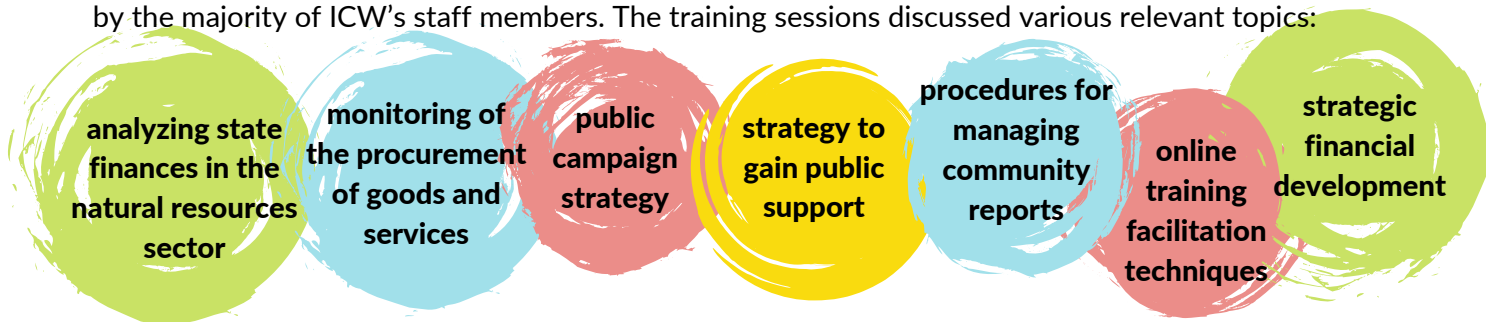 by the majority of ICW’s staff members. The training sessions discussed various relevant topics:
analyzing state
finances in the
natural resources
sector
monitoring of
the procurement
of goods and
services
public
campaign
strategy
strategy to
gain public
support
procedures for
managing
community
reports
online
training
facilitation
techniques
strategic
financial
development